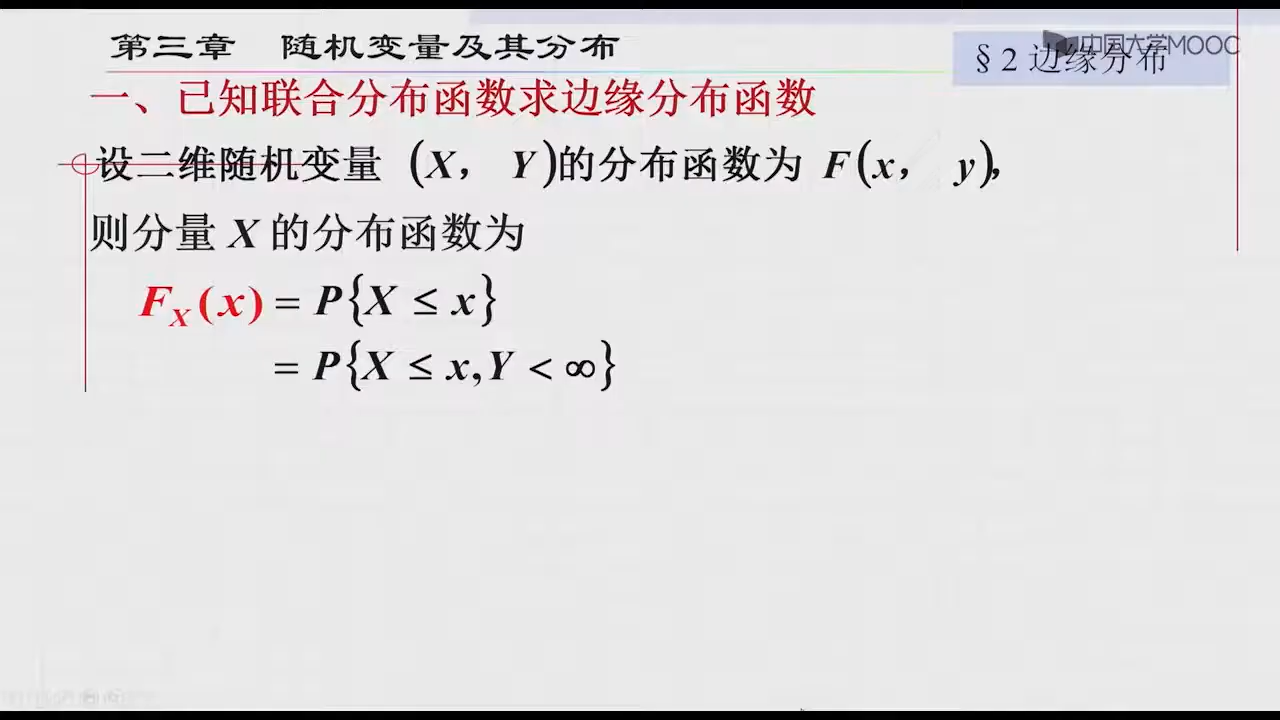 第三章 随机变量及其分布
中国大学MOOC
§2 边缘分布
一、已知联合分布函数求边缘分布函数
设二维随机变量 (X, Y)的分布函数为 F(x, y),
则分量 X 的分布函数为
F_X(x) = P{X ≤ x}
= P{X ≤ x, Y < ∞}